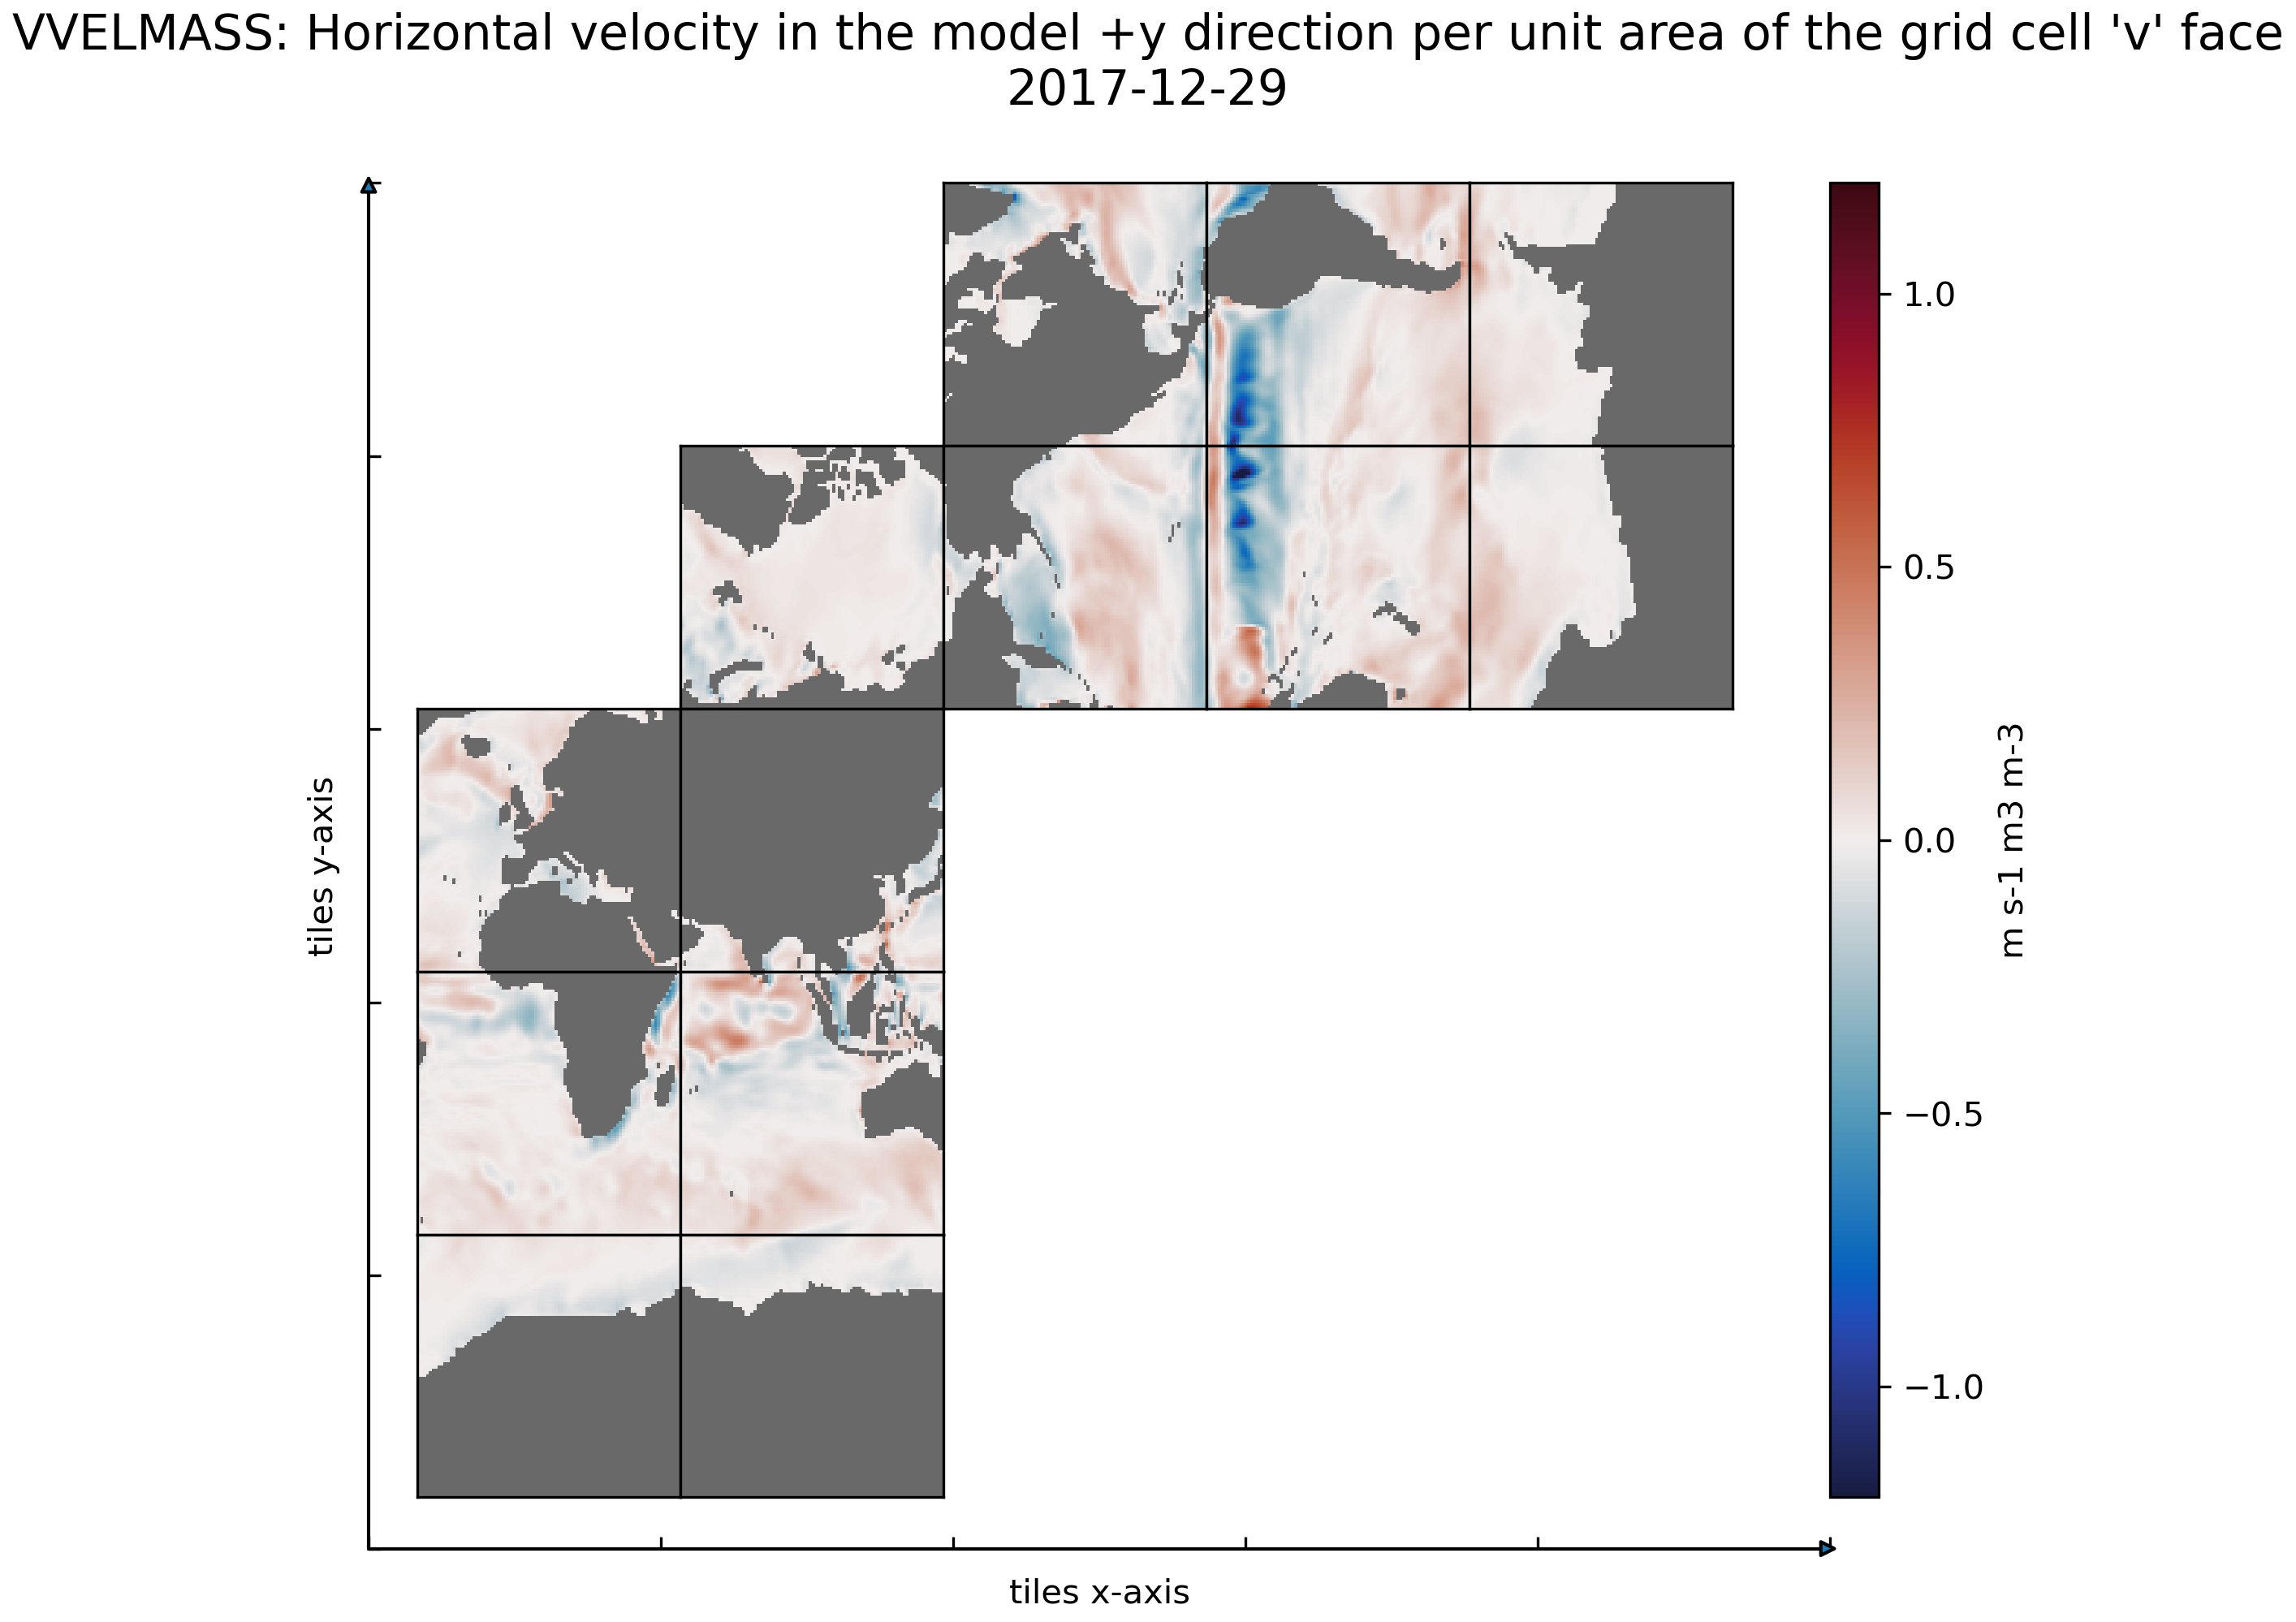 VVELMASS: Horizontal velocity in the model +y direction per unit area of the grid cell 'v' face
2017-12-29
1.0
0.5
0.0
−0.5
−1.0
m s-1 m3 m-3
tiles y-axis
tiles x-axis